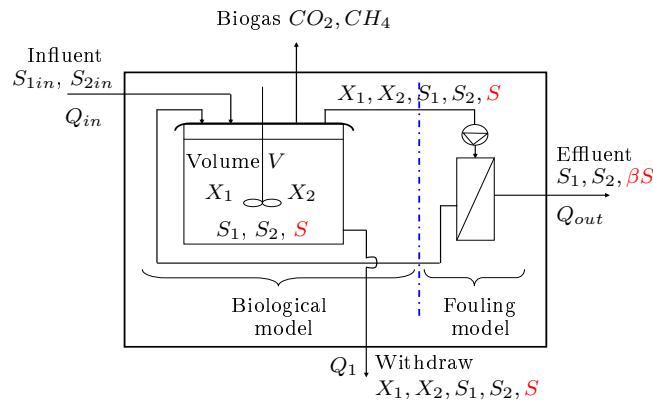 Biogas CO2, CH4
Influent
S1in, S2in
Qin
X1, X2, S1, S2, S
Volume V
X1 X2
S1, S2, S
Effluent
S1, S2, βS
Qout
Biological
model
Fouling
model
Q1
Withdraw
X1, X2, S1, S2, S